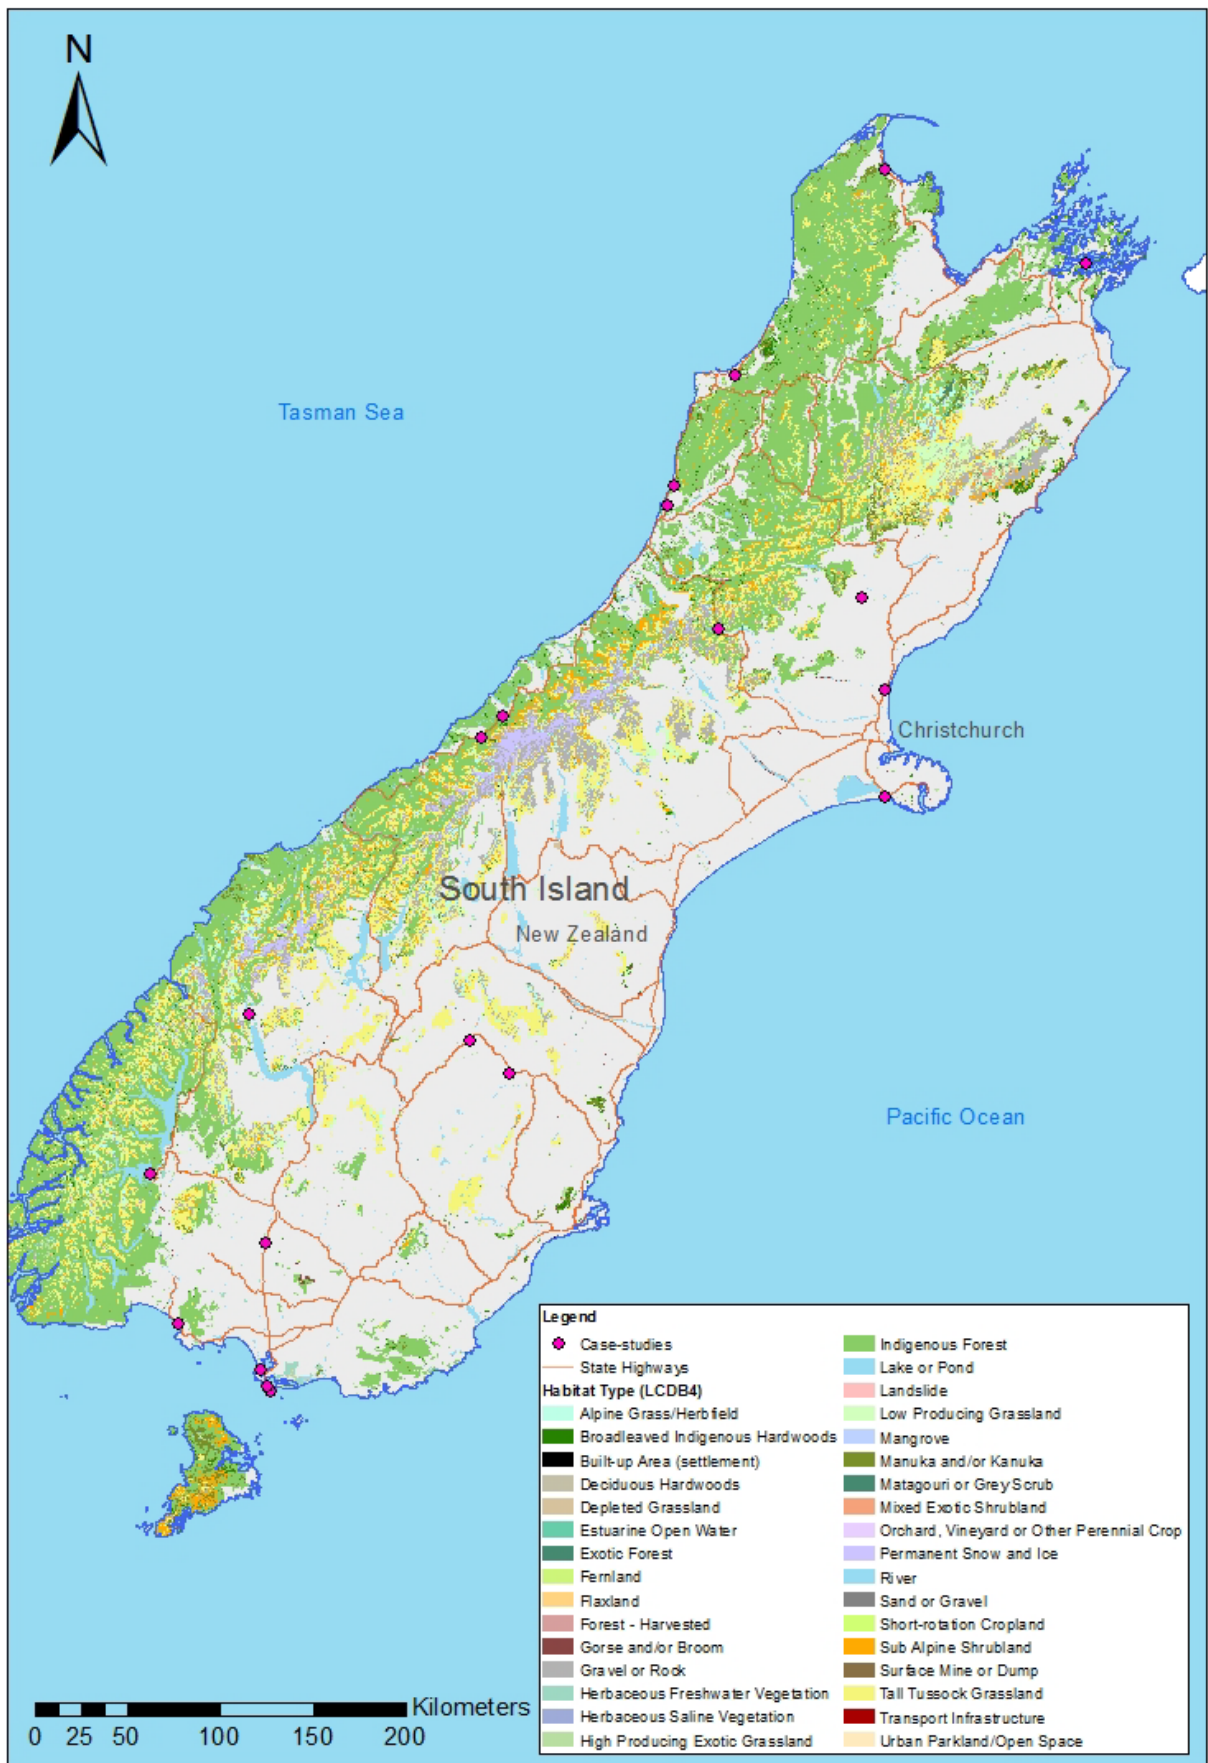 N
Tasman Sea
Christchurch
South Island
New Zealand
Pacific Ocean
Legend
Case-studies
State Highways
Habitat Type (LCDB4)
Alpine Grass/Herbfield
Broadleaved Indigenous Hardwoods
Built-up Area (settlement)
Deciduous Hardwoods
Depleted Grassland
Estuarine Open Water
Exotic Forest
Fernland
Flaxland
Forest - Harvested
Gorse and/or Broom
Gravel or Rock
Herbaceous Freshwater Vegetation
Herbaceous Saline Vegetation
High Producing Exotic Grassland
Indigenous Forest
Lake or Pond
Landslide
Low Producing Grassland
Mangrove
Manuka and/or Kanuka
Matagouri or Grey Scrub
Mixed Exotic Shrubland
Orchard, Vineyard or Other Perennial Crop
Permanent Snow and Ice
River
Sand or Gravel
Short-rotation Cropland
Sub Alpine Shrubland
Surface Mine or Dump
Tall Tussock Grassland
Transport Infrastructure
Urban Parkland/Open Space
Kilometers
0 25 50 100 150 200